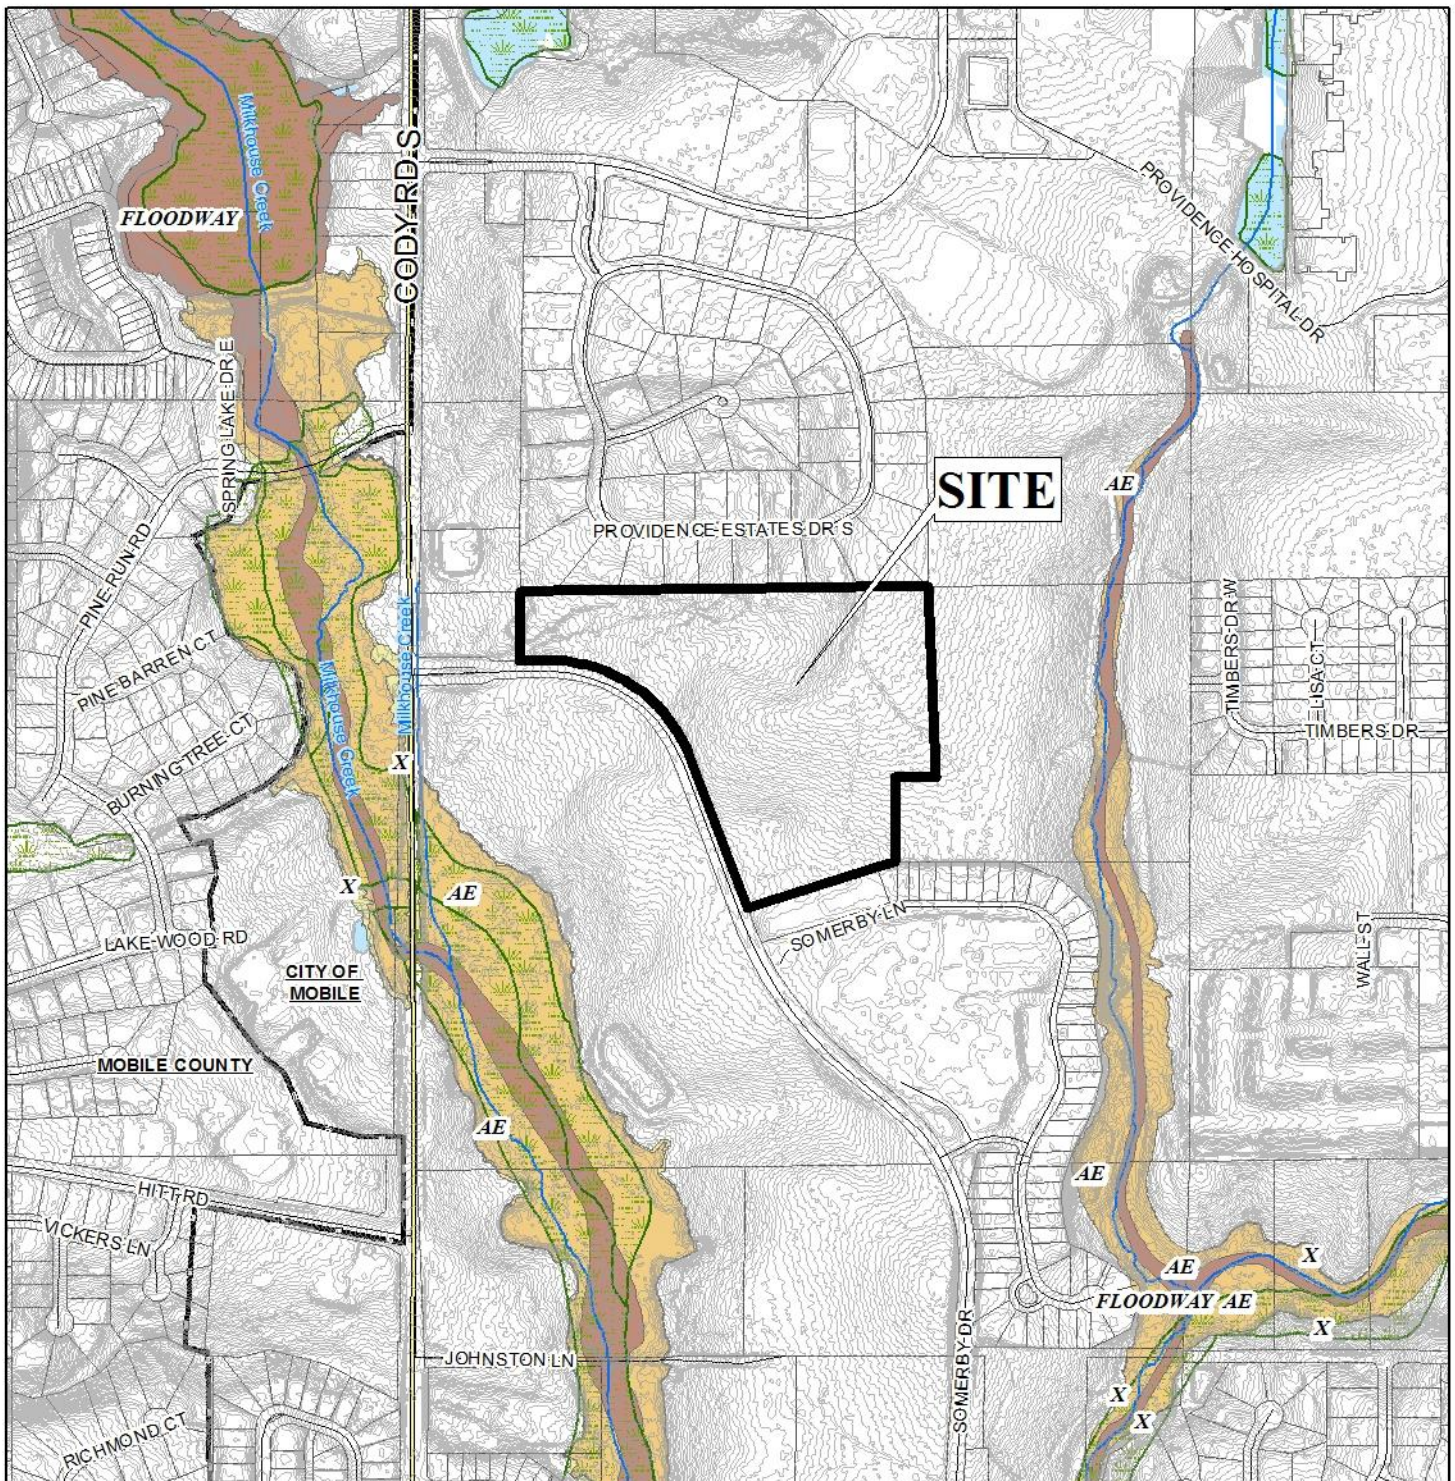 Milkhouse Creek
CODY RD S
FLOODWAY
PROVIDENCE HOSPITAL DR
SPRING LAKE DR E
SITE
AE
PROVIDENCE ESTATES DR S
PINE RUN RD
Milkhouse Creek
TIMBERS DR W
LISA CT
PINE BARREN CT
Milkhouse Creek
TIMBERS DR
BURNING TREE CT
X
X
AE
SOMERBY LN
WALL ST
LAKE WOOD RD
CITY OF
MOBILE
MOBILE COUNTY
AE
AE
HITT RD
VICKERS LN
AE
X
FLOODWAY
AE
X
SOMERBY DR
JOHNSTON LN
X
X
RICHMOND CT